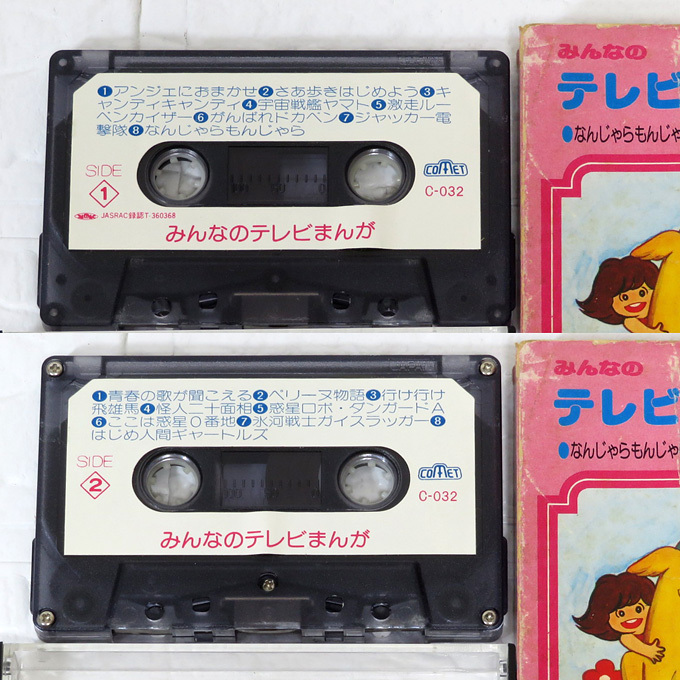 ❶アンジェにおまかせ❷さあ歩きはじめよう❸キ
ャンディキャンディ❹宇宙戦艦ヤマト❺激走ルー
ベンカイザー❻がんばれドカベン❼ジャッカー電
撃隊❽なんじゃらもんじゃら
SIDE
1
COMET
C-032
JASRAC録認T-360368
みんなのテレビまんが
みんなの
テレビ
●なんじゃらもんじゃ
❶青春の歌が聞こえる❷ペリーヌ物語❸行け行け
飛雄馬❹怪人二十面相❺惑星ロボ・ダンガードA
❻ここは惑星0番地❼氷河戦士ガイスラッガー❽
はじめ人間ギャートルズ
SIDE
2
COMET
C-032
みんなのテレビまんが
みんなの
テレビ
●なんじゃらもんじゃ